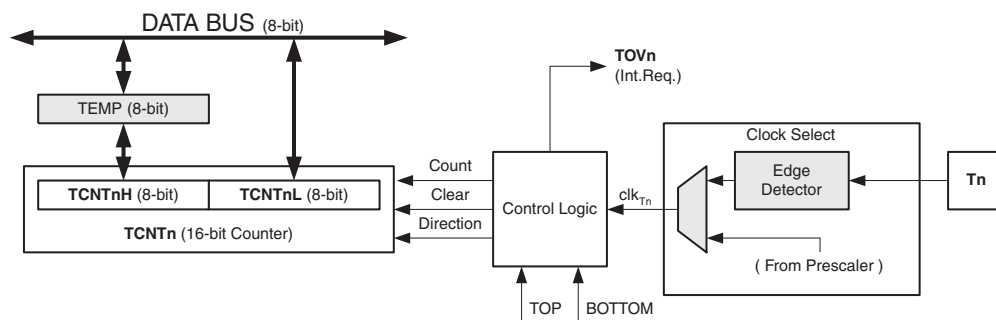 DATA BUS (8-bit)
TOVn
(Int.Req.)
TEMP (8-bit)
Clock Select
Count
Edge
Detector
Tn
TCNTnH (8-bit)
TCNTnL (8-bit)
Clear
Control Logic
clkTn
Direction
TCNTn (16-bit Counter)
( From Prescaler )
TOP
BOTTOM